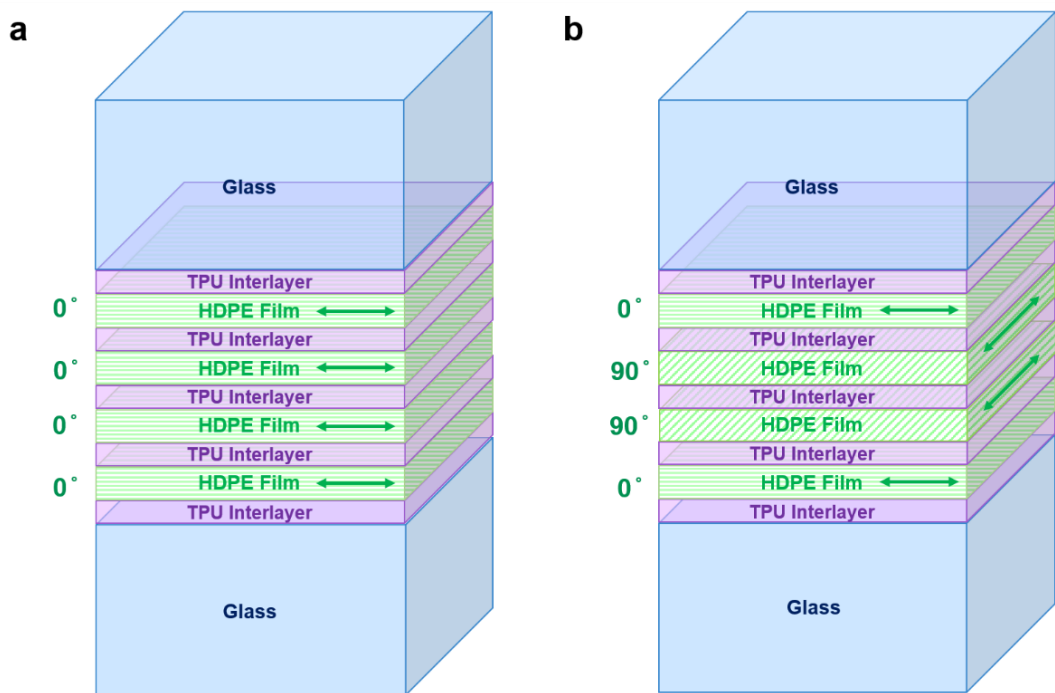 a
Glass
TPU Interlayer
0°
HDPE Film
TPU Interlayer
0°
HDPE Film
TPU Interlayer
0°
HDPE Film
TPU Interlayer
0°
HDPE Film
TPU Interlayer
Glass
b
Glass
TPU Interlayer
0°
HDPE Film
TPU Interlayer
90°
HDPE Film
TPU Interlayer
90°
HDPE Film
TPU Interlayer
0°
HDPE Film
TPU Interlayer
Glass